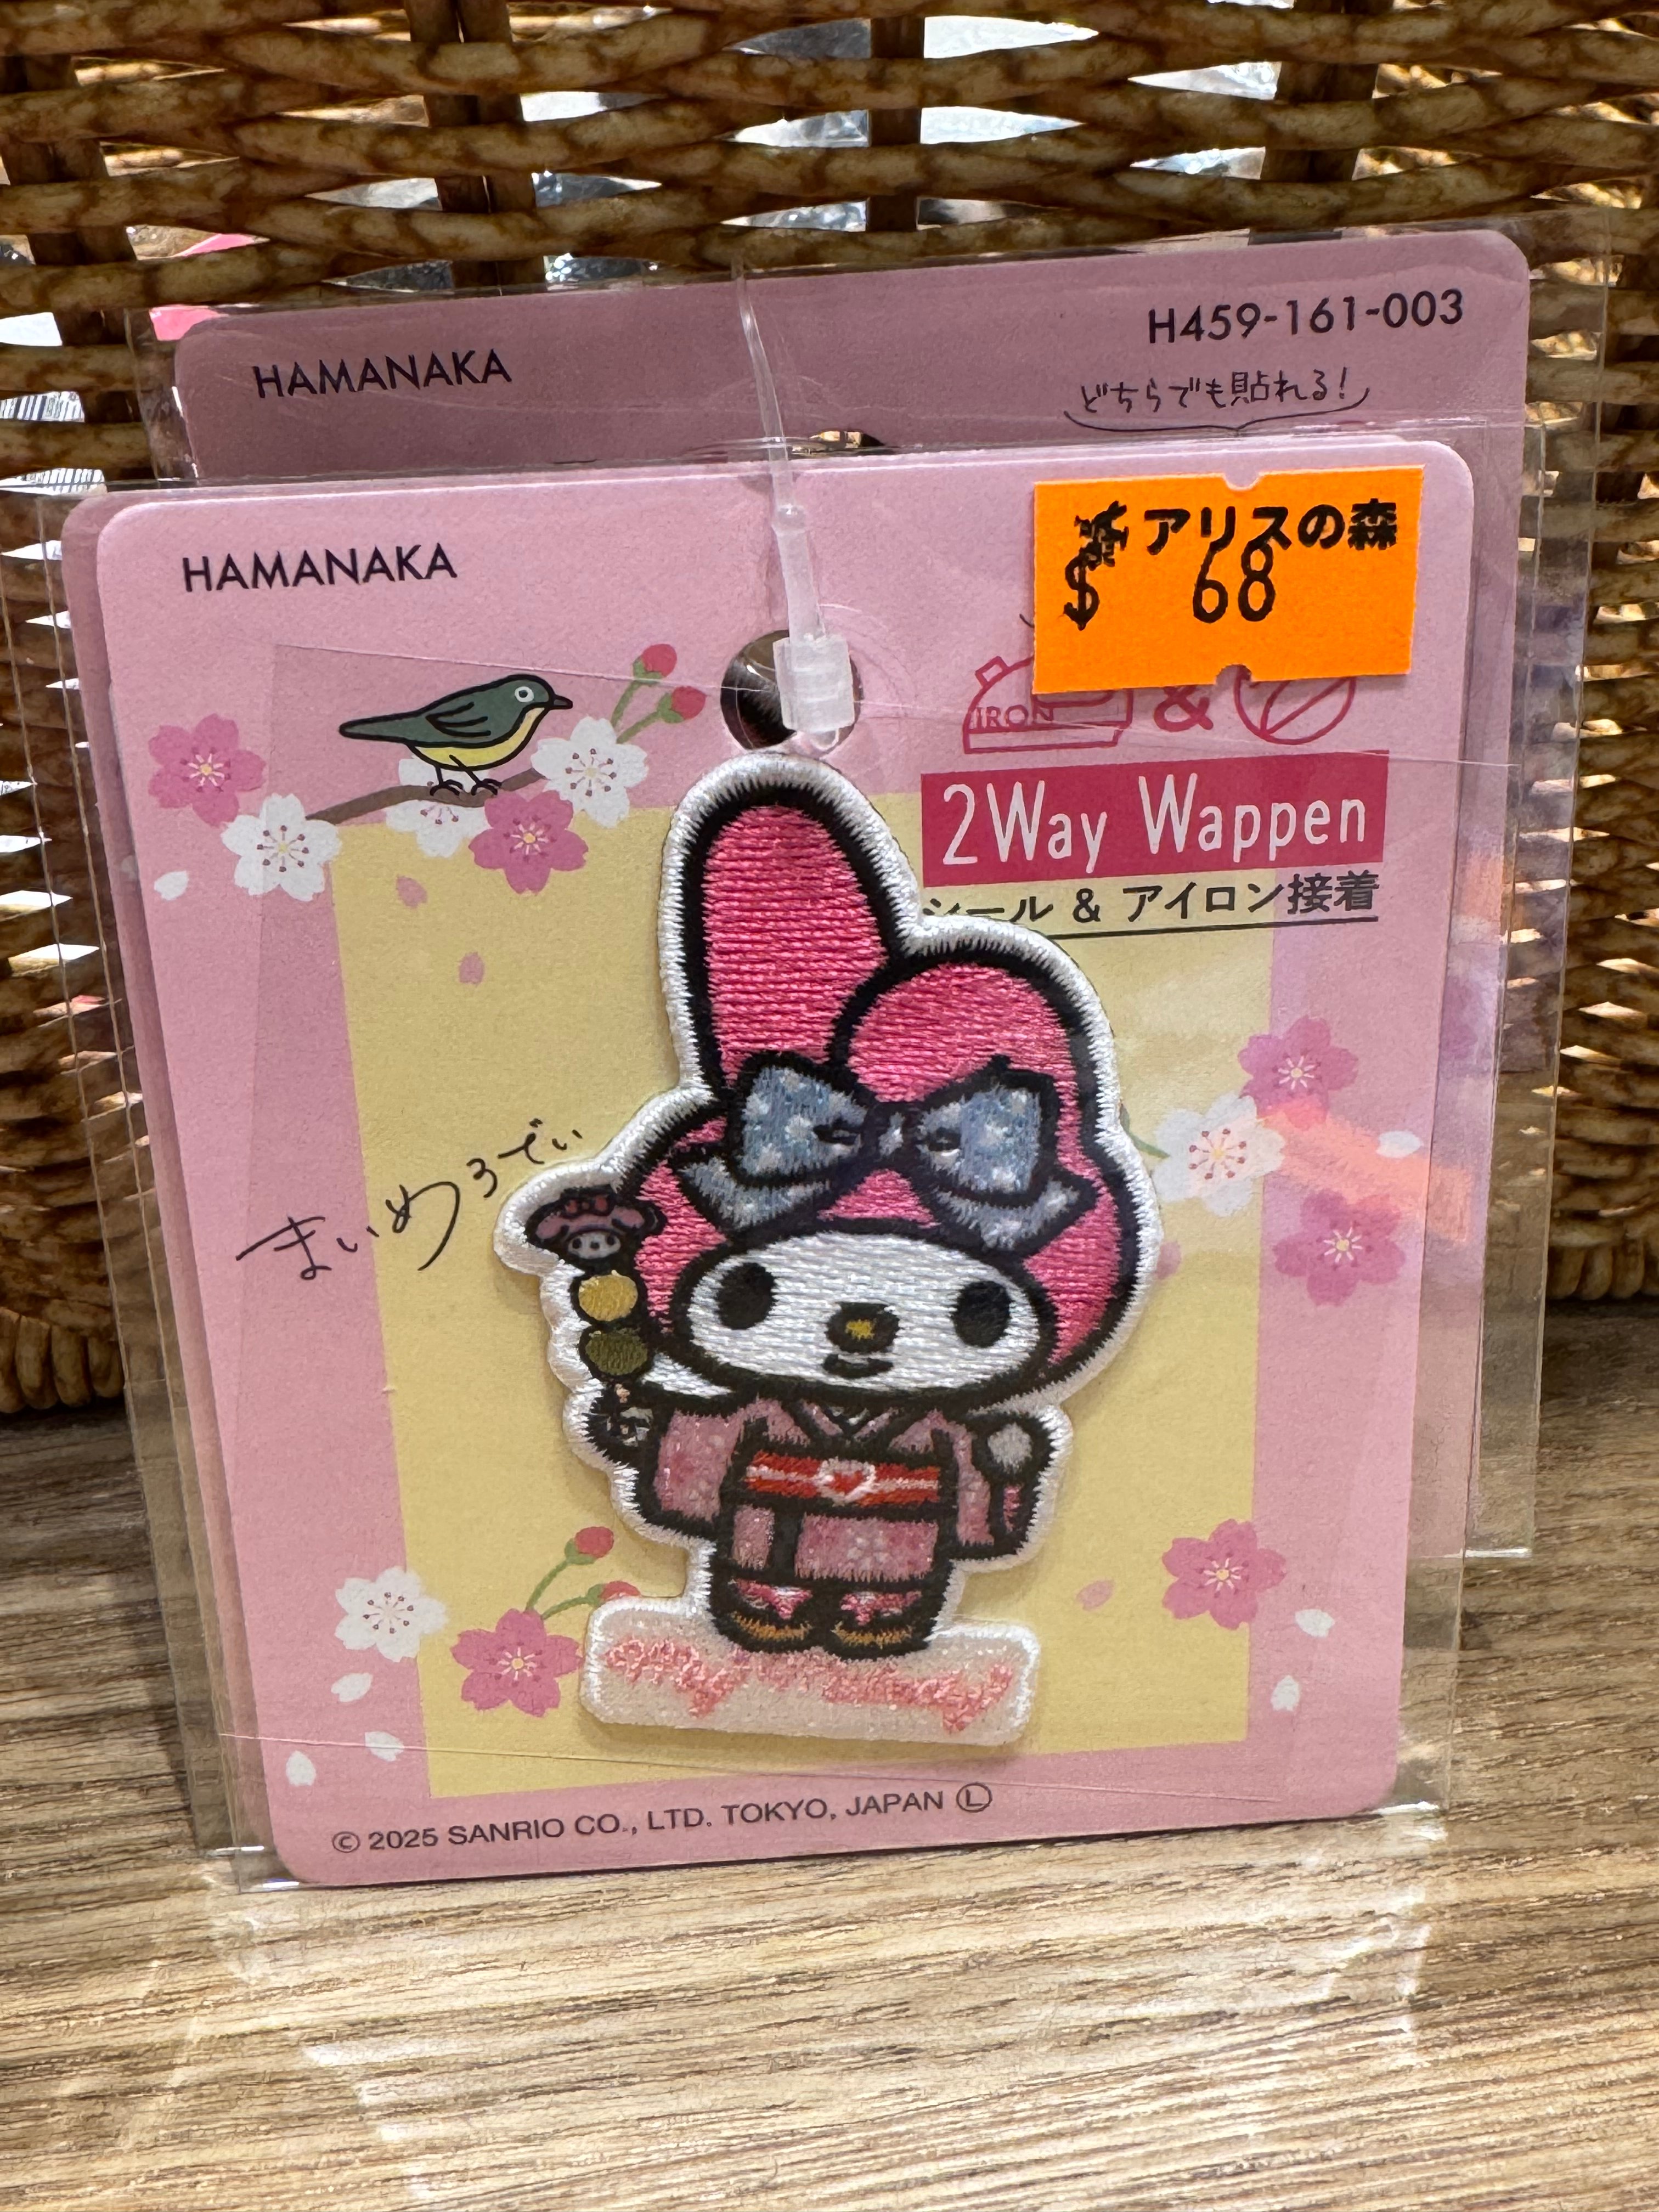 HAMANAKA
H459-161-003
どちらでも貼れる!
HAMANAKA
アリスの森
$ 68
IRON
&
2Way Wappen
シール & アイロン接着
まいめろでぃ
© 2025 SANRIO CO., LTD. TOKYO, JAPAN Ⓛ